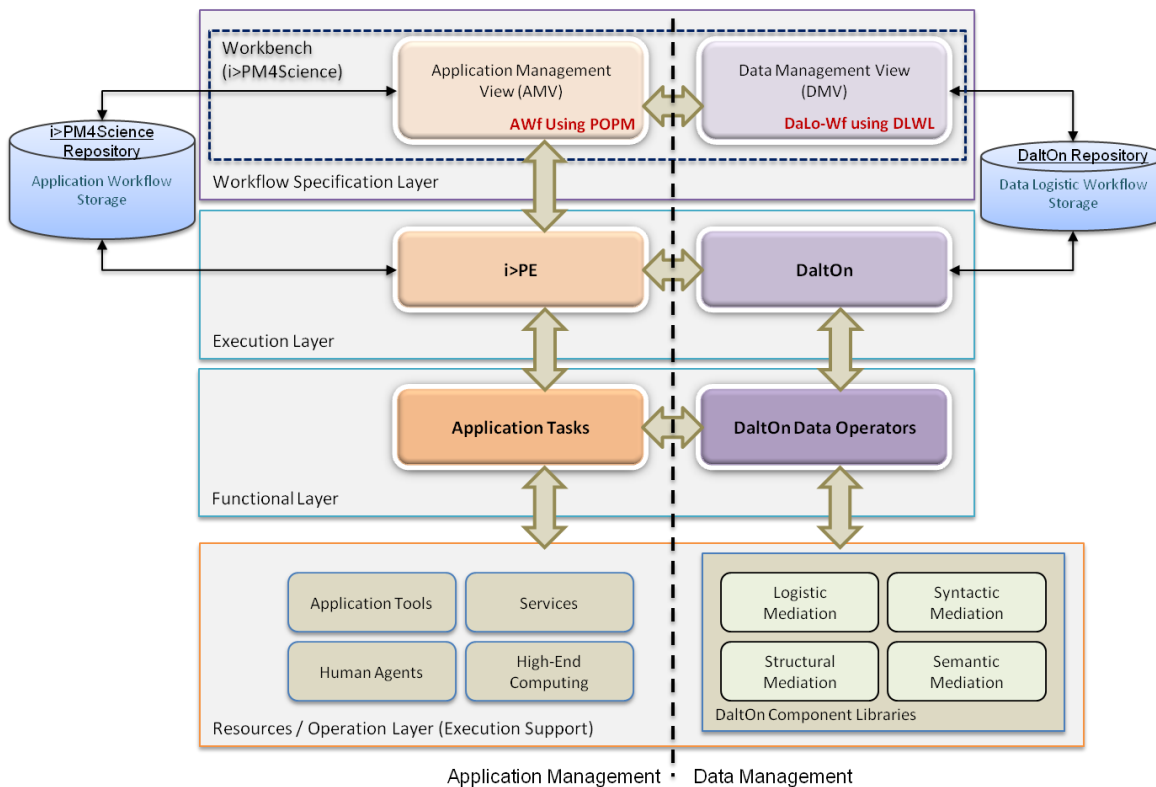 Workbench
(i>PM4Science)
Application Management
View (AMV)
AWf Using POPM
Data Management View
(DMV)
DaLo-Wf using DLWL
Workflow Specification Layer
i>PM4Science
Repository
Application Workflow
Storage
DaltOn Repository
Data Logistic Workflow
Storage
i>PE
DaltOn
Execution Layer
Application Tasks
DaltOn Data Operators
Functional Layer
Application Tools
Services
Human Agents
High-End
Computing
Resources / Operation Layer (Execution Support)
Logistic
Mediation
Syntactic
Mediation
Structural
Mediation
Semantic
Mediation
DaltOn Component Libraries
Application Management
Data Management